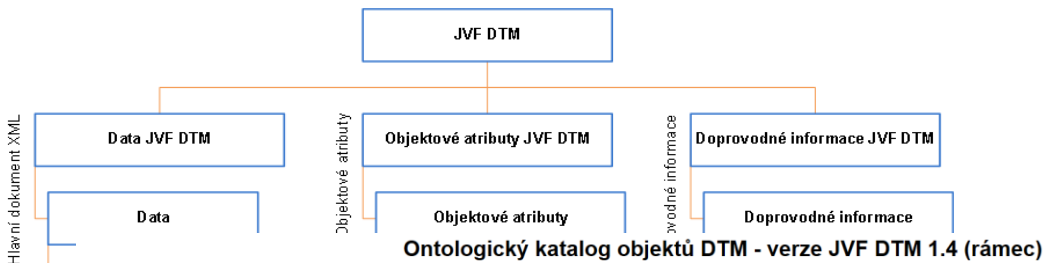 JVF DTM
Hlavní dokument XML
Data JVF DTM
Objektové atributy
Objektové atributy JVF DTM
Doprovodné informace JVF DTM
Data
Objektové atributy
informace
Doprovodné informace
Ontologický katalog objektů DTM - verze JVF DTM 1.4 (rámec)